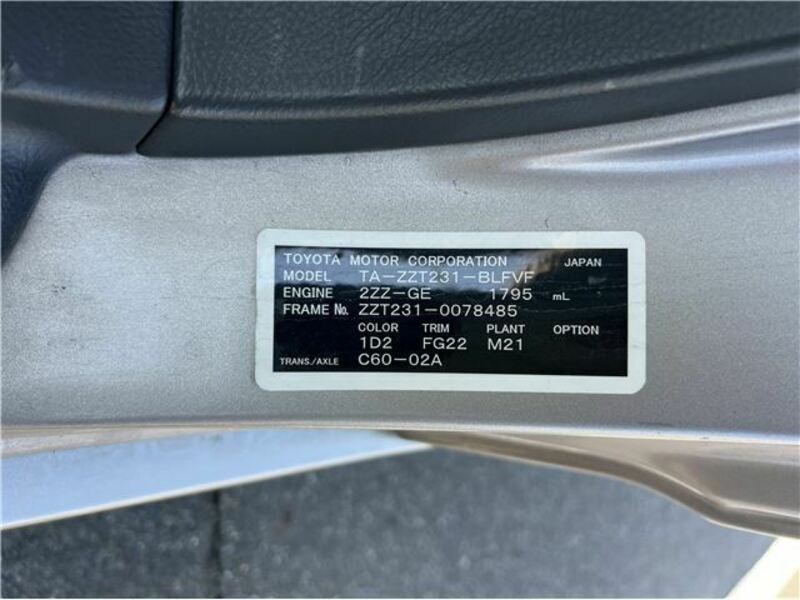 TOYOTA MOTOR CORPORATION JAPAN
MODEL TA-ZZT231-BLFVF
ENGINE 2ZZ-GE 1795 mL
FRAME No. ZZT231-0078485
COLOR TRIM PLANT OPTION
1D2 FG22 M21
TRANS./AXLE C60-02A